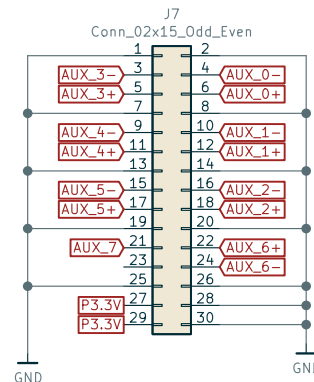 J7
Conn_02x15_Odd_Even
1 2
AUX_3- 3 4 AUX_0-
AUX_3+ 5 6 AUX_0+
7 8
AUX_4- 9 10 AUX_1-
AUX_4+ 11 12 AUX_1+
13 14
AUX_5- 15 16 AUX_2-
AUX_5+ 17 18 AUX_2+
19 20
AUX_7 21 22 AUX_6+
23 24 AUX_6-
25 26
P3.3V 27 28
P3.3V 29 30
GND GND